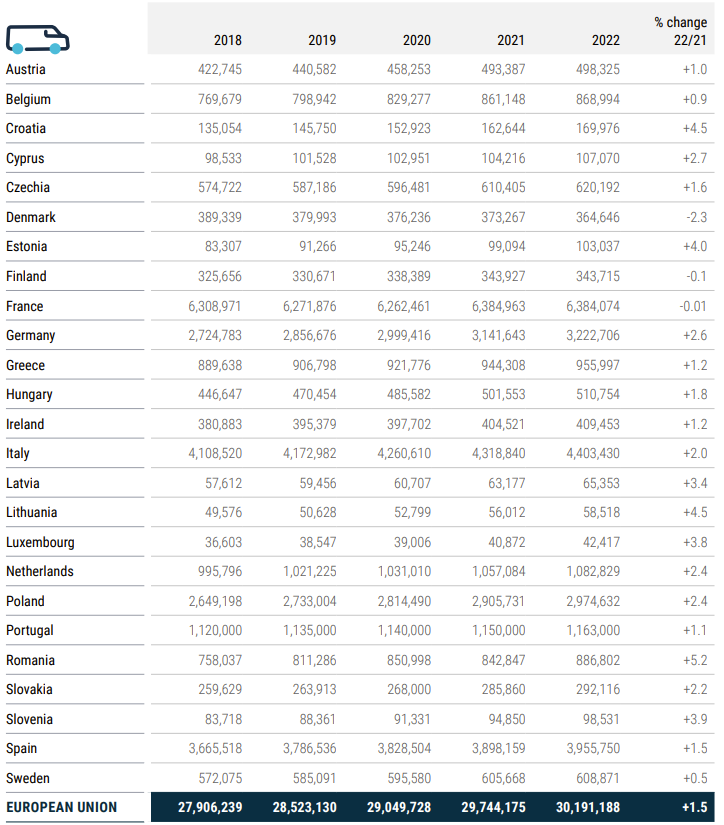 % change
2018 2019 2020 2021 2022 22/21
Austria 422,745 440,582 458,253 493,387 498,325 +1.0
Belgium 769,679 798,942 829,277 861,148 868,994 +0.9
Croatia 135,054 145,750 152,923 162,644 169,976 +4.5
Cyprus 98,533 101,528 102,951 104,216 107,070 +2.7
Czechia 574,722 587,186 596,481 610,405 620,192 +1.6
Denmark 389,339 379,993 376,236 373,267 364,646 -2.3
Estonia 83,307 91,266 95,246 99,094 103,037 +4.0
Finland 325,656 330,671 338,389 343,927 343,715 -0.1
France 6,308,971 6,271,876 6,262,461 6,384,963 6,384,074 -0.01
Germany 2,724,783 2,856,676 2,999,416 3,141,643 3,222,706 +2.6
Greece 889,638 906,798 921,776 944,308 955,997 +1.2
Hungary 446,647 470,454 485,582 501,553 510,754 +1.8
Ireland 380,883 395,379 397,702 404,521 409,453 +1.2
Italy 4,108,520 4,172,982 4,260,610 4,318,840 4,403,430 +2.0
Latvia 57,612 59,456 60,707 63,177 65,353 +3.4
Lithuania 49,576 50,628 52,799 56,012 58,518 +4.5
Luxembourg 36,603 38,547 39,006 40,872 42,417 +3.8
Netherlands 995,796 1,021,225 1,031,010 1,057,084 1,082,829 +2.4
Poland 2,649,198 2,733,004 2,814,490 2,905,731 2,974,632 +2.4
Portugal 1,120,000 1,135,000 1,140,000 1,150,000 1,163,000 +1.1
Romania 758,037 811,286 850,998 842,847 886,802 +5.2
Slovakia 259,629 263,913 268,000 285,860 292,116 +2.2
Slovenia 83,718 88,361 91,331 94,850 98,531 +3.9
Spain 3,665,518 3,786,536 3,828,504 3,898,159 3,955,750 +1.5
Sweden 572,075 585,091 595,580 605,668 608,871 +0.5
EUROPEAN UNION 27,906,239 28,523,130 29,049,728 29,744,175 30,191,188 +1.5